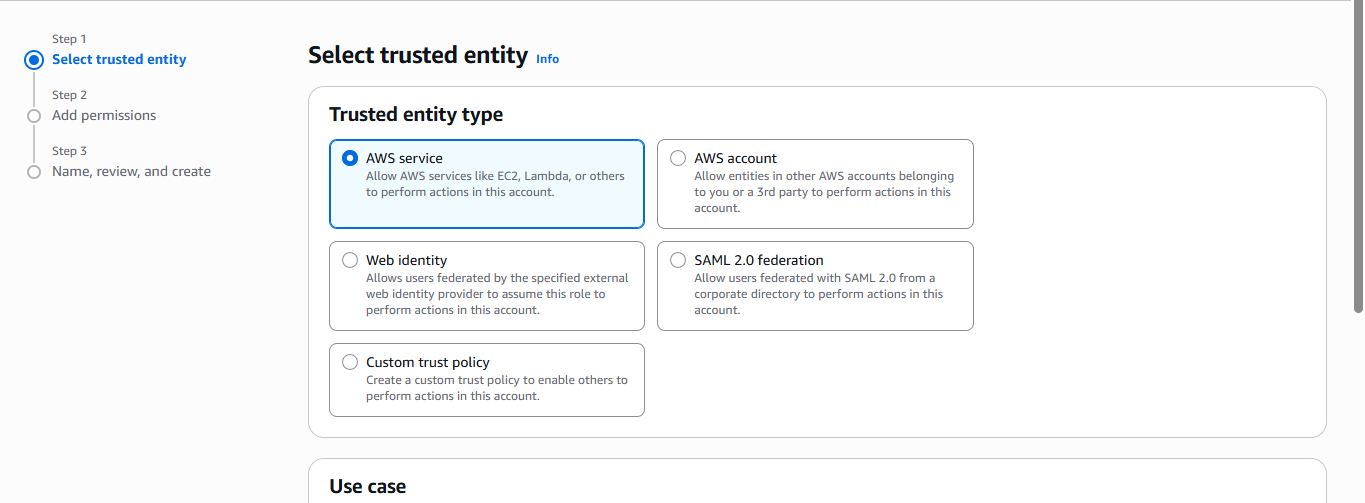 Step 1
Select trusted entity
Step 2
Add permissions
Step 3
Name, review, and create
Select trusted entity Info
Trusted entity type
AWS service
Allow AWS services like EC2, Lambda, or others
to perform actions in this account.
AWS account
Allow entities in other AWS accounts belonging
to you or a 3rd party to perform actions in this
account.
Web identity
Allows users federated by the specified external
web identity provider to assume this role to
perform actions in this account.
SAML 2.0 federation
Allow users federated with SAML 2.0 from a
corporate directory to perform actions in this
account.
Custom trust policy
Create a custom trust policy to enable others to
perform actions in this account.
Use case